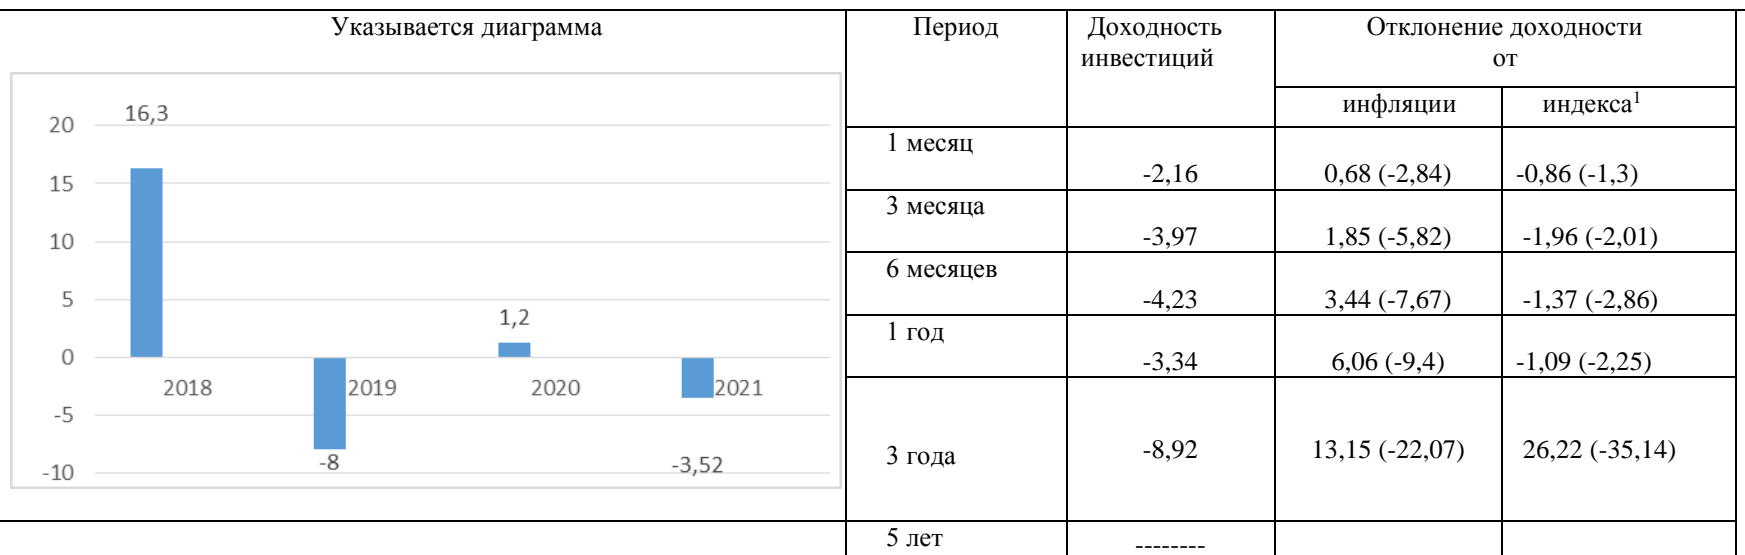 Указывается диаграмма
20
15
10
5
0
-5
-10
16,3
-8
1,2
-3,52
2018 2019 2020 2021
Период Доходность инвестиций Отклонение доходности от
инфляции индекса1
1 месяц -2,16 0,68 (-2,84) -0,86 (-1,3)
3 месяца -3,97 1,85 (-5,82) -1,96 (-2,01)
6 месяцев -4,23 3,44 (-7,67) -1,37 (-2,86)
1 год -3,34 6,06 (-9,4) -1,09 (-2,25)
3 года -8,92 13,15 (-22,07) 26,22 (-35,14)
5 лет --------